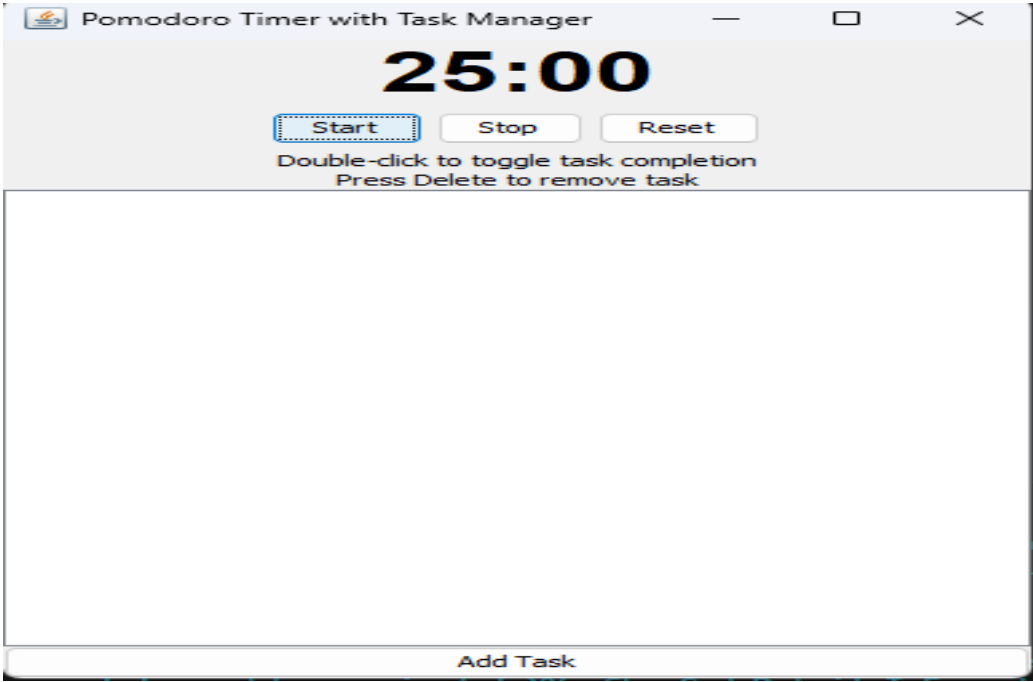 Pomodoro Timer with Task Manager
25:00
Start Stop Reset
Double-click to toggle task completion
Press Delete to remove task
Add Task